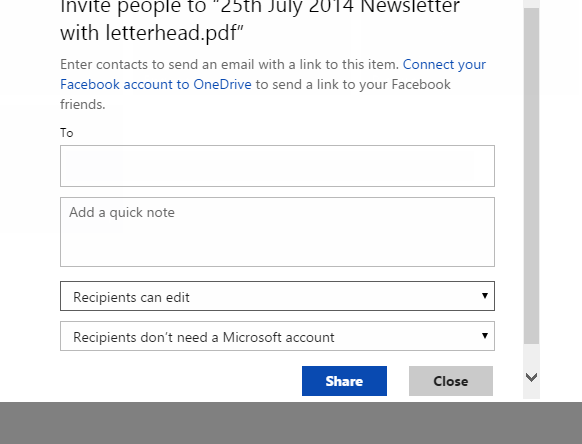 Invite people to “25th July 2014 Newsletter
with letterhead.pdf”
Enter contacts to send an email with a link to this item. Connect your
Facebook account to OneDrive to send a link to your Facebook
friends.
To
Add a quick note
Recipients can edit
Recipients don’t need a Microsoft account
Share Close